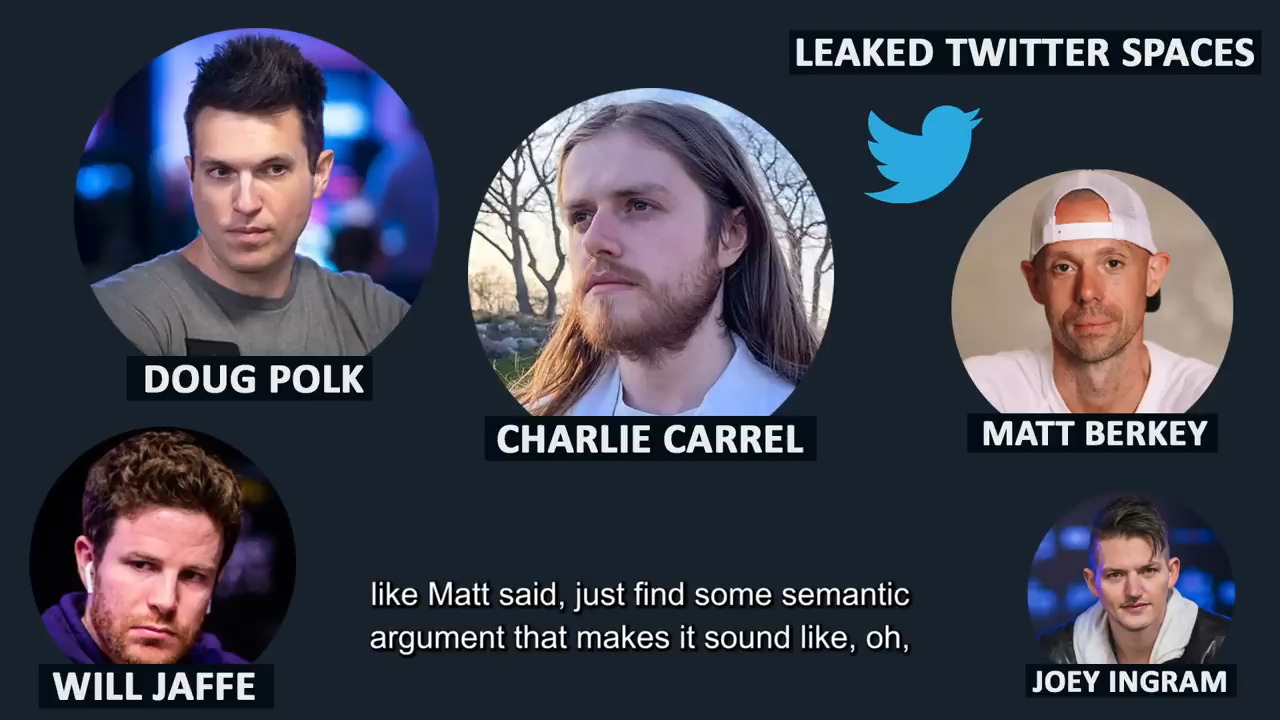 LEAKED TWITTER SPACES
DOUG POLK
CHARLIE CARREL
MATT BERKEY
WILL JAFFE
JOEY INGRAM
like Matt said, just find some semantic
argument that makes it sound like, oh,